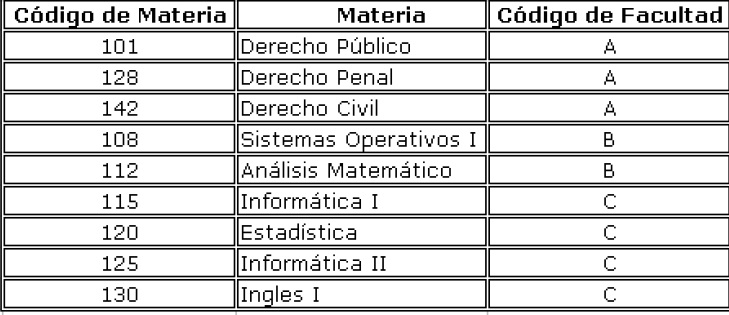 Código de Materia Materia Código de Facultad
101 Derecho Público A
128 Derecho Penal A
142 Derecho Civil A
108 Sistemas Operativos I B
112 Análisis Matemático B
115 Informática I C
120 Estadística C
125 Informática II C
130 Ingles I C